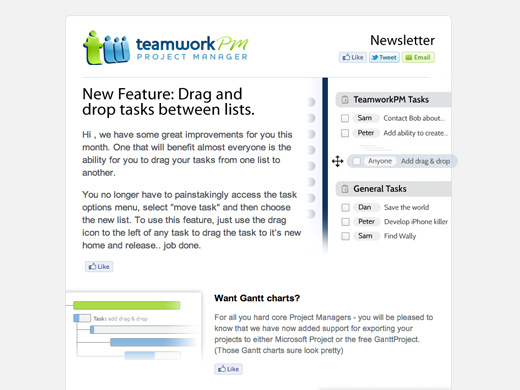 teamworkPM
PROJECT MANAGER
Newsletter
Like
Tweet
Email
New Feature: Drag and
drop tasks between lists.
Hi , we have some great improvements for you this
month. One that will benefit almost everyone is the
ability for you to drag your tasks from one list to
another.
You no longer have to painstakingly access the task
options menu, select "move task" and then choose
the new list. To use this feature, just use the drag
icon to the left of any task to drag the task to it's new
home and release.. job done.
Like
TeamworkPM Tasks
Sam Contact Bob about...
Peter Add ability to create..
Anyone Add drag & drop
General Tasks
Dan Save the world
Peter Develop iPhone killer
Sam Find Wally
Tasks add drag & drop
Want Gantt charts?
For all you hard core Project Managers - you will be pleased to
know that we have now added support for exporting your
projects to either Microsoft Project or the free GanttProject.
(Those Gantt charts sure look pretty)
Like